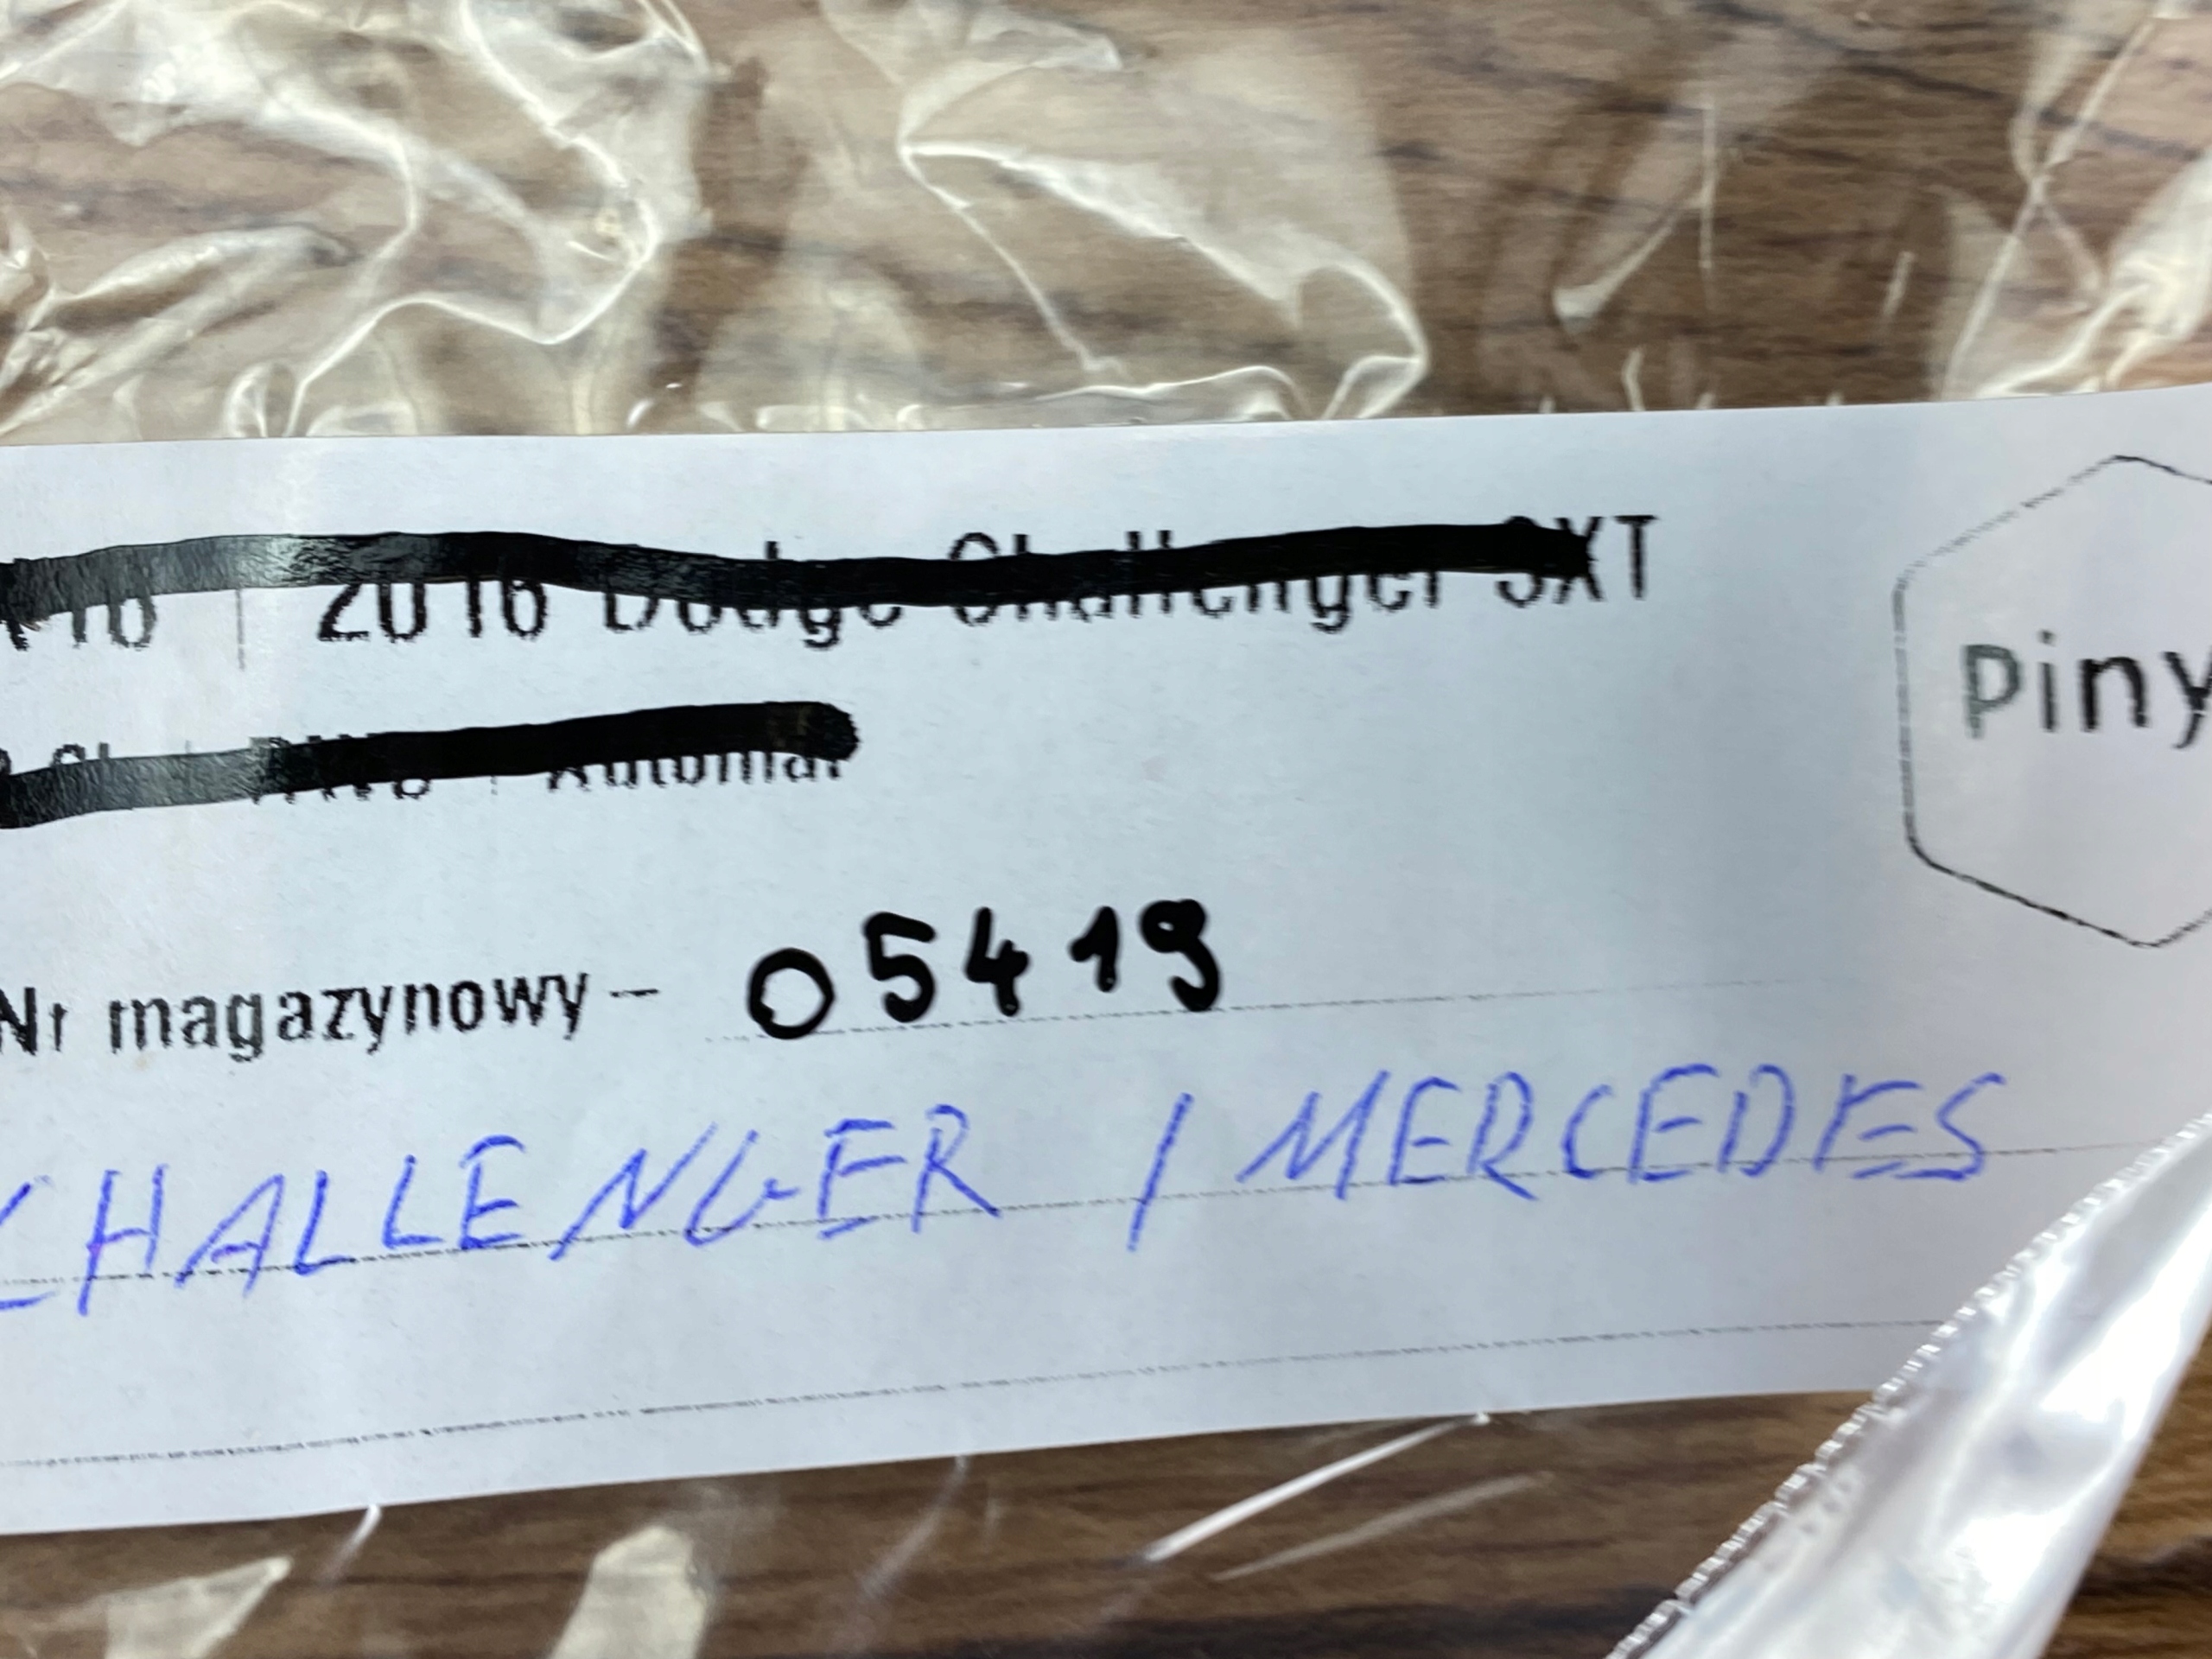 2016 Dodge Challenger SXT
Piny
Automat
Nr magazynowy - 05419
CHALLENGER / MERCEDES